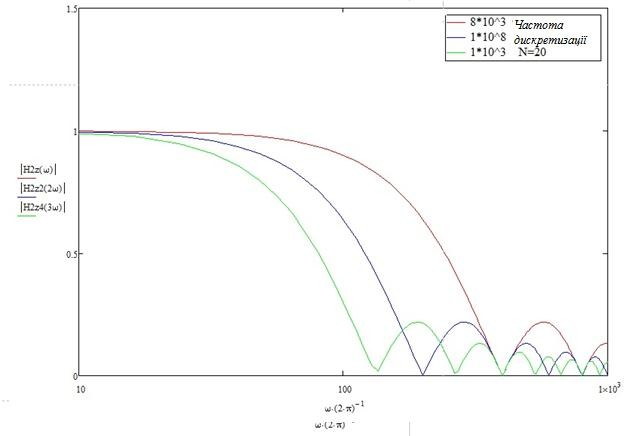 1.5
8*10^3 Частота
1*10^8 дискретизації
1*10^3 N=20
1
|H2z(ω)|
|H2z2(2ω)|
|H2z4(3ω)|
0.5
0
10 100 1×10³
ω·(2·π)⁻¹
ω·(2·π)